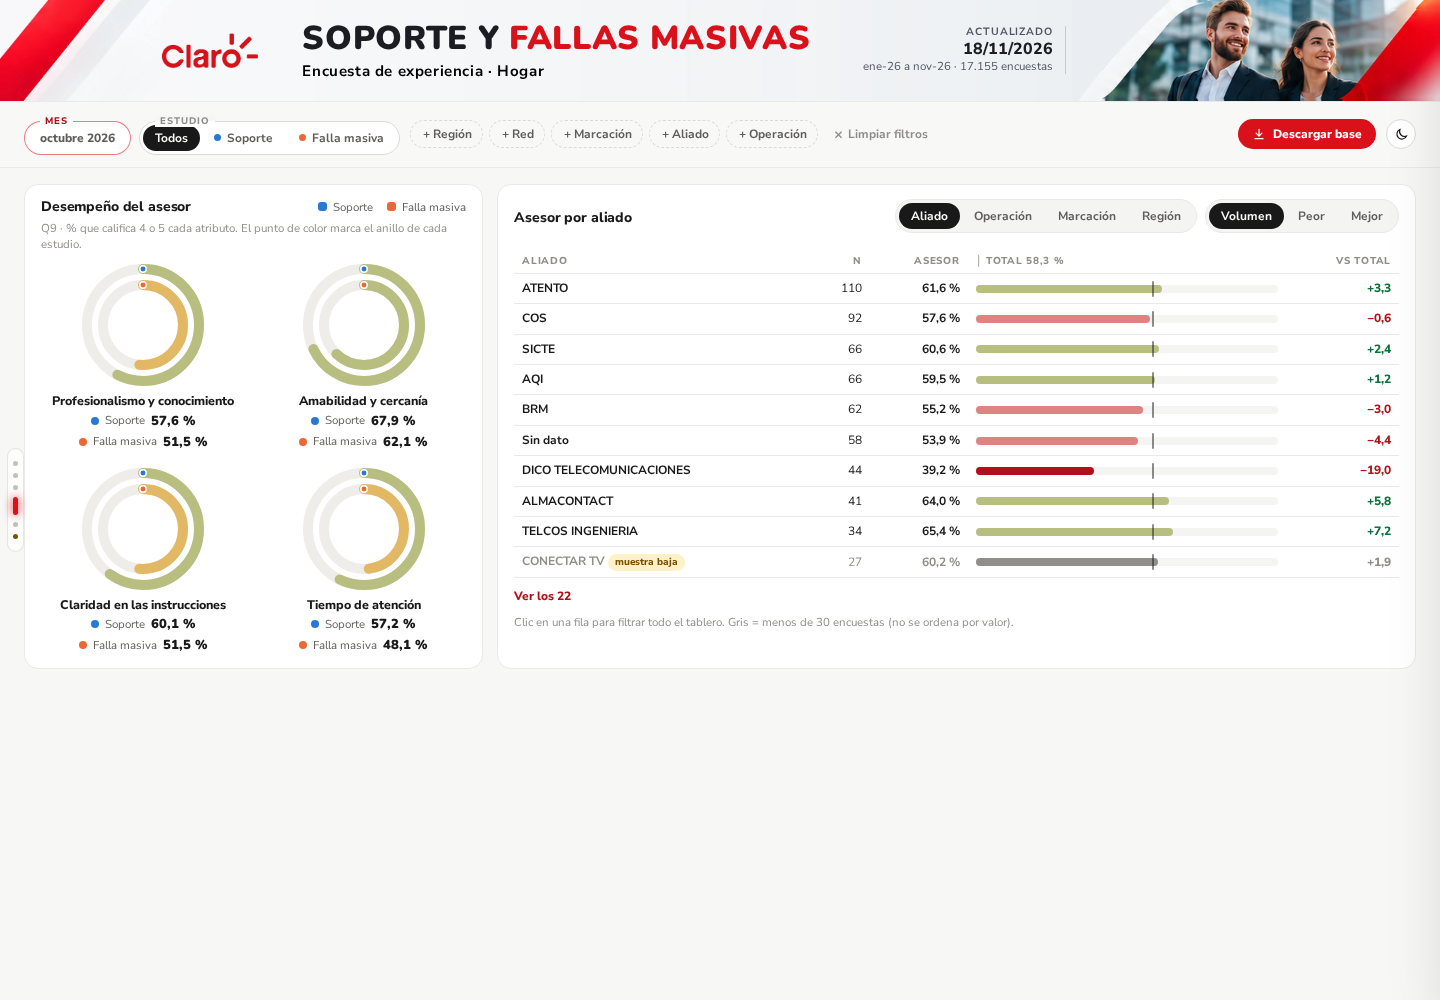 Claro
SOPORTE Y FALLAS MASIVAS
Encuesta de experiencia · Hogar
ACTUALIZADO
18/11/2026
ene-26 a nov-26 · 17.155 encuestas
MES
octubre 2026
ESTUDIO
Todos Soporte Falla masiva
+ Región + Red + Marcación + Aliado + Operación × Limpiar filtros
Descargar base
Desempeño del asesor
Soporte Falla masiva
Q9 · % que califica 4 o 5 cada atributo. El punto de color marca el anillo de cada
estudio.
Profesionalismo y conocimiento
Soporte 57,6 %
Falla masiva 51,5 %
Amabilidad y cercanía
Soporte 67,9 %
Falla masiva 62,1 %
Claridad en las instrucciones
Soporte 60,1 %
Falla masiva 51,5 %
Tiempo de atención
Soporte 57,2 %
Falla masiva 48,1 %
Asesor por aliado
Aliado Operación Marcación Región
Volumen Peor Mejor
ALIADO N ASESOR TOTAL 58,3 % VS TOTAL
ATENTO 110 61,6 % +3,3
COS 92 57,6 % −0,6
SICTE 66 60,6 % +2,4
AQI 66 59,5 % +1,2
BRM 62 55,2 % −3,0
Sin dato 58 53,9 % −4,4
DICO TELECOMUNICACIONES 44 39,2 % −19,0
ALMACONTACT 41 64,0 % +5,8
TELCOS INGENIERIA 34 65,4 % +7,2
CONECTAR TV muestra baja 27 60,2 % +1,9
Ver los 22
Clic en una fila para filtrar todo el tablero. Gris = menos de 30 encuestas (no se ordena por valor).